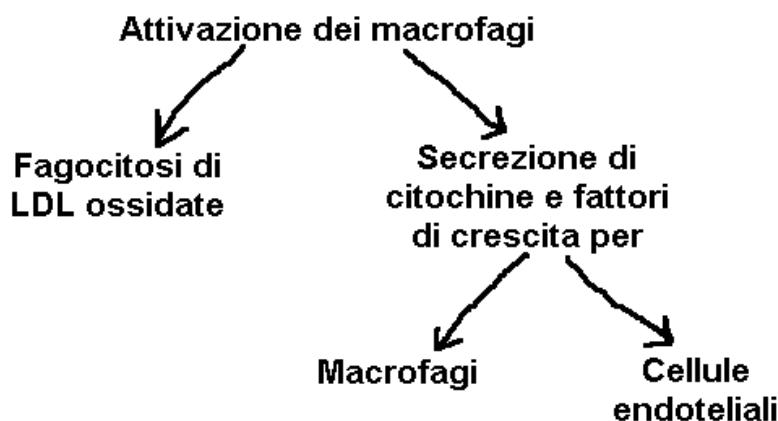 Attivazione dei macrofagi
Fagocitosi di
LDL ossidate
Secrezione di
citochine e fattori
di crescita per
Macrofagi
Cellule
endoteliali